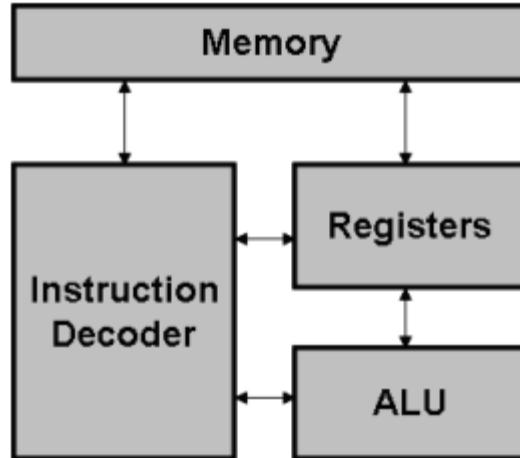 Memory
Registers
Instruction
Decoder
ALU